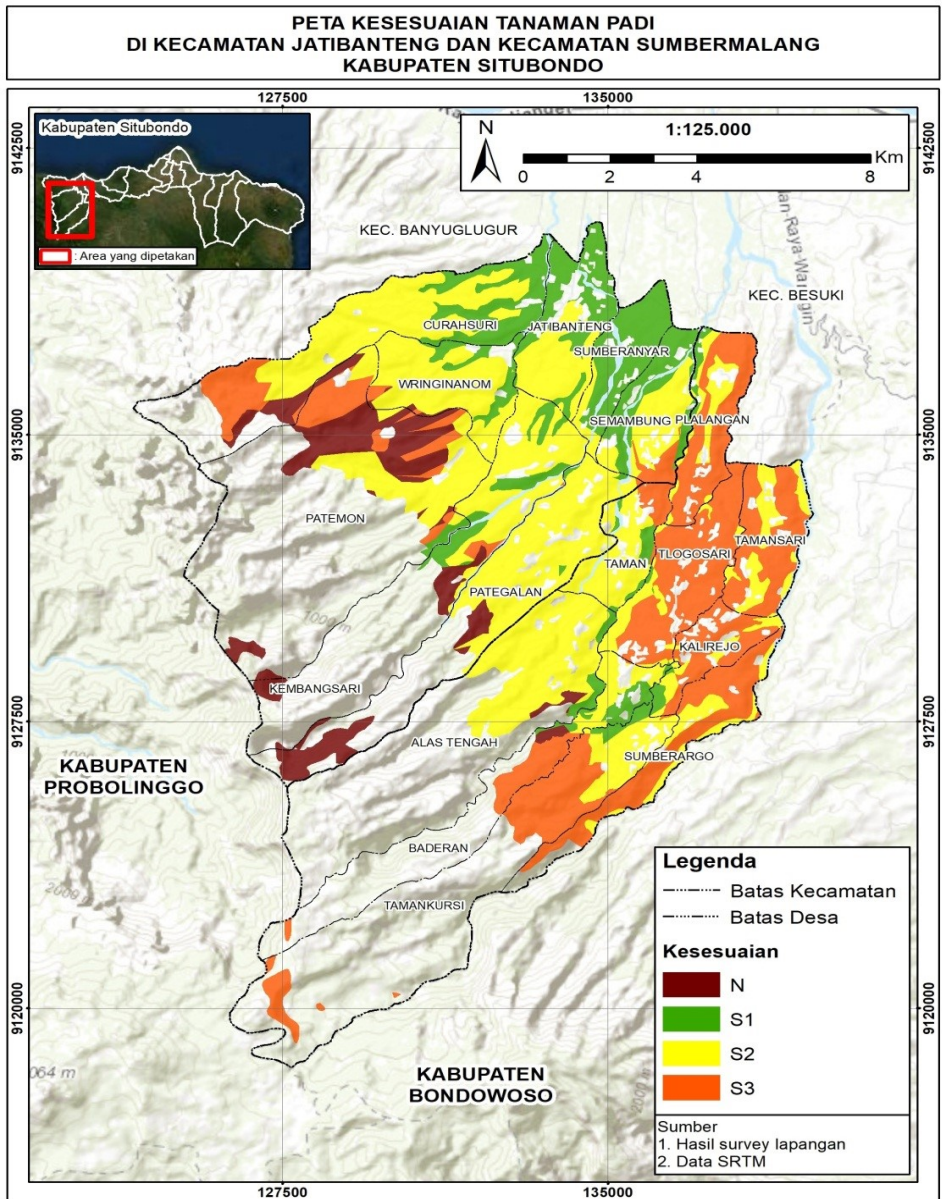 PETA KESESUAIAN TANAMAN PADI
DI KECAMATAN JATIBANTENG DAN KECAMATAN SUMBERMALANG
KABUPATEN SITUBONDO
127500
135000
9142500
9142500
Kabupaten Situbondo
: Area yang dipetakan
N
1:125.000
0 2 4 8
Km
KEC. BANYUGLUGUR
KEC. BESUKI
CURAHSURI
JATIBANTENG
SUMBERANYAR
WRINGINANOM
SEMAMBUNG
PLALANGAN
9135000
9135000
PATEMON
TAMANSARI
TLOGOSARI
TAMAN
PATEGALAN
1000 m
KALIREJO
KEMBANGSARI
9127500
9127500
ALAS TENGAH
SUMBERARGO
KABUPATEN
PROBOLINGGO
BADERAN
2000 m
TAMANKURSI
9120000
9120000
064 m
KABUPATEN
BONDOWOSO
2000 m
Legenda
Batas Kecamatan
Batas Desa
Kesesuaian
N
S1
S2
S3
Sumber
1. Hasil survey lapangan
2. Data SRTM
127500
135000